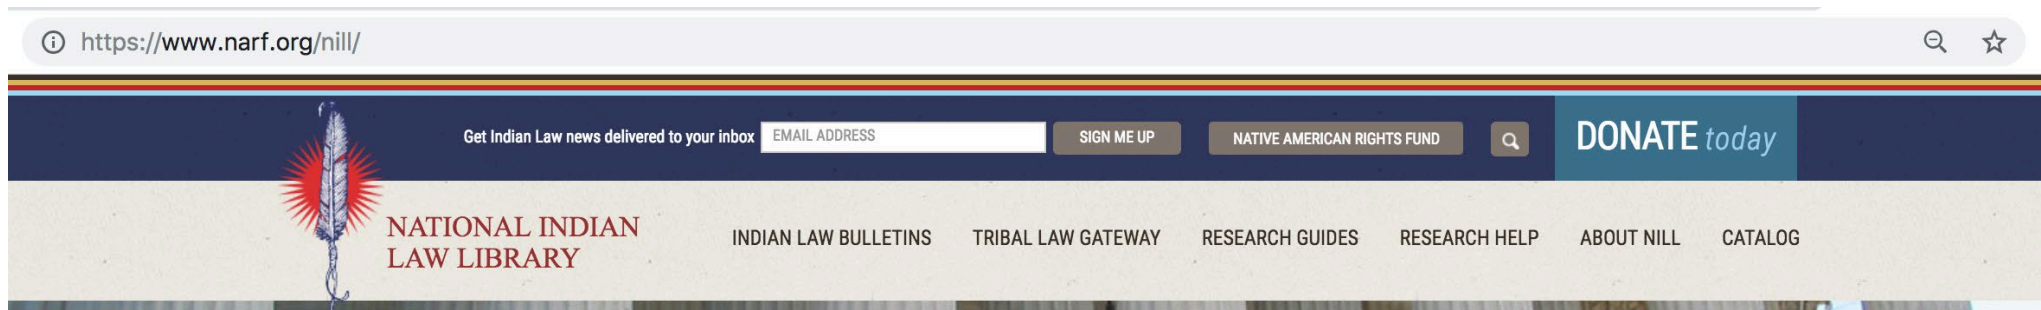 https://www.narf.org/nill/
Get Indian Law news delivered to your inbox EMAIL ADDRESS SIGN ME UP NATIVE AMERICAN RIGHTS FUND DONATE today
NATIONAL INDIAN
LAW LIBRARY
INDIAN LAW BULLETINS TRIBAL LAW GATEWAY RESEARCH GUIDES RESEARCH HELP ABOUT NILL CATALOG